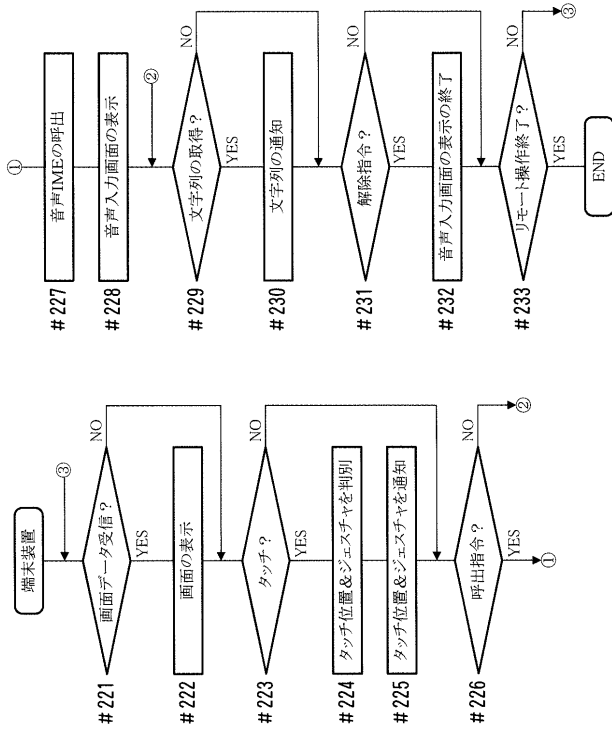 端末装置
③
#221
画面データ受信?
NO
YES
#222
画面の表示
#223
タッチ?
NO
YES
#224
タッチ位置&ジェスチャを判別
#225
タッチ位置&ジェスチャを通知
#226
呼出指令?
NO
②
YES
①
①
#227
音声IMEの呼出
#228
音声入力画面の表示
②
#229
文字列の取得?
NO
YES
#230
文字列の通知
#231
解除指令?
NO
YES
#232
音声入力画面の表示の終了
#233
リモート操作終了?
NO
③
YES
END